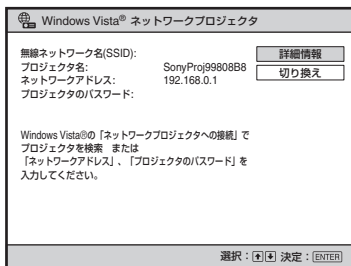 Windows Vista® ネットワークプロジェクタ
無線ネットワーク名(SSID):
プロジェクタ名: SonyProj99808B8
ネットワークアドレス: 192.168.0.1
プロジェクタのパスワード:
詳細情報
切り換え
Windows Vista®の「ネットワークプロジェクタへの接続」で
プロジェクタを検索 または
「ネットワークアドレス」、「プロジェクタのパスワード」を
入力してください。
選択：↑↓ 決定：ENTER